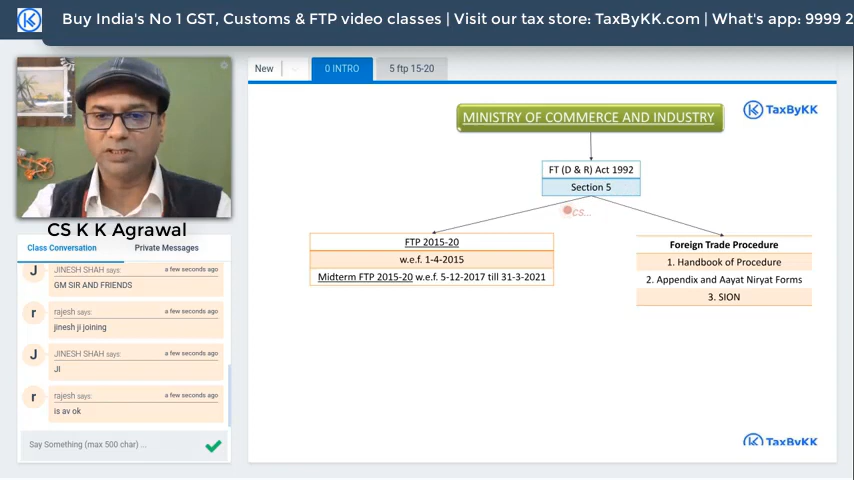 Buy India's No 1 GST, Customs & FTP video classes | Visit our tax store: TaxByKK.com | What's app: 9999 2
New
0 INTRO
5 ftp 15-20
MINISTRY OF COMMERCE AND INDUSTRY
TaxByKK
FT (D & R) Act 1992
Section 5
cs...
FTP 2015-20
w.e.f. 1-4-2015
Midterm FTP 2015-20 w.e.f. 5-12-2017 till 31-3-2021
Foreign Trade Procedure
1. Handbook of Procedure
2. Appendix and Aayat Niryat Forms
3. SION
CS K K Agrawal
Class Conversation
Private Messages
J
JINESH SHAH says:
a few seconds ago
GM SIR AND FRIENDS
r
rajesh says:
a few seconds ago
jinesh ji joining
J
JINESH SHAH says:
a few seconds ago
JI
r
rajesh says:
a few seconds ago
is av ok
Say Something (max 500 char) ...
TaxByKK